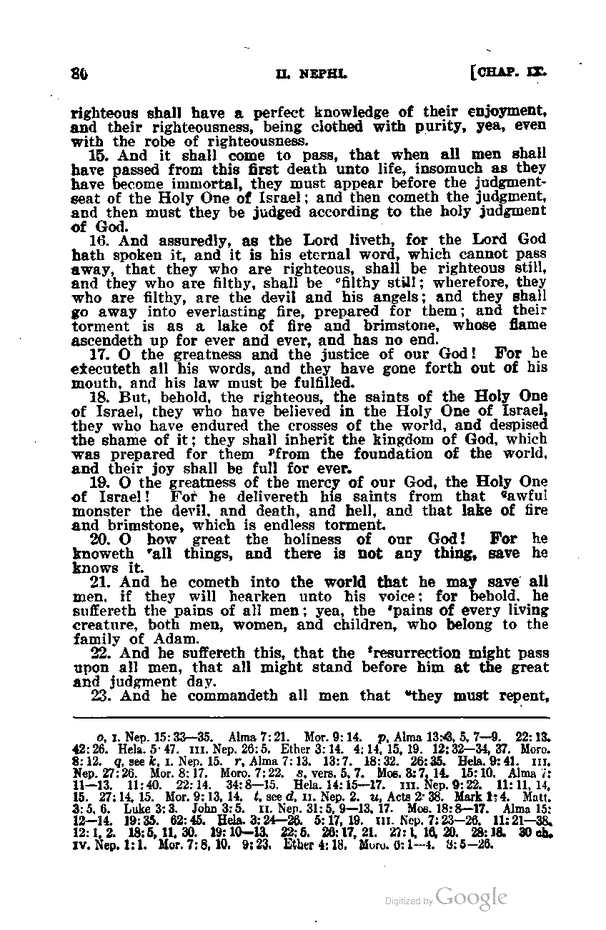 80 II. NEPHI. [CHAP. IX.
righteous shall have a perfect knowledge of their enjoyment,
and their righteousness, being clothed with purity, yea, even
with the robe of righteousness.
15. And it shall come to pass, that when all men shall
have passed from this first death unto life, insomuch as they
have become immortal, they must appear before the judgment-
seat of the Holy One of Israel; and then cometh the judgment,
and then must they be judged according to the holy judgment
of God.
16. And assuredly, as the Lord liveth, for the Lord God
hath spoken it, and it is his eternal word, which cannot pass
away, that they who are righteous, shall be righteous still,
and they who are filthy, shall be ᵒfilthy still; wherefore, they
who are filthy, are the devil and his angels; and they shall
go away into everlasting fire, prepared for them; and their
torment is as a lake of fire and brimstone, whose flame
ascendeth up for ever and ever, and has no end.
17. O the greatness and the justice of our God! For he
executeth all his words, and they have gone forth out of his
mouth, and his law must be fulfilled.
18. But, behold, the righteous, the saints of the Holy One
of Israel, they who have believed in the Holy One of Israel,
they who have endured the crosses of the world, and despised
the shame of it; they shall inherit the kingdom of God, which
was prepared for them ᵖfrom the foundation of the world,
and their joy shall be full for ever.
19. O the greatness of the mercy of our God, the Holy One
of Israel! For he delivereth his saints from that ᑫawful
monster the devil, and death, and hell, and that lake of fire
and brimstone, which is endless torment.
20. O how great the holiness of our God! For he
knoweth ʳall things, and there is not any thing, save he
knows it.
21. And he cometh into the world that he may save all
men, if they will hearken unto his voice; for behold, he
suffereth the pains of all men; yea, the ˢpains of every living
creature, both men, women, and children, who belong to the
family of Adam.
22. And he suffereth this, that the ᵗresurrection might pass
upon all men, that all might stand before him at the great
and judgment day.
23. And he commandeth all men that ᵘthey must repent,
o, I. Nep. 15:33—35. Alma 7:21. Mor. 9:14. p, Alma 13:3, 5, 7—9. 22:13.
42:26. Hela. 5:47. III. Nep. 26:5. Ether 3:14. 4:14, 15, 19. 12:32—34, 37. Moro.
8:12. q, see k, I. Nep. 15. r, Alma 7:13. 13:7. 18:32. 26:35. Hela. 9:41. III.
Nep. 27:26. Mor. 8:17. Moro. 7:22. s, vers. 5, 7. Mos. 3:7, 14. 15:10. Alma 7:
11—13. 11:40. 22:14. 34:8—15. Hela. 14:15—17. III. Nep. 9:22. 11:11, 14,
15. 27:14, 15. Mor. 9:13, 14. t, see d, II. Nep. 2. u, Acts 2:38. Mark 1:4. Matt.
3:5, 6. Luke 3:3. John 3:5. II. Nep. 31:5, 9—13, 17. Mos. 18:8—17. Alma 15:
12—14. 19:35. 62:45. Hela. 3:24—26. 5:17, 19. III. Nep. 7:23—26. 11:21—38.
12:1, 2. 18:5, 11, 30. 19:10—13. 22:5. 26:17, 21. 27:1, 16, 20. 28:18. 30 ch.
IV. Nep. 1:1. Mor. 7:8, 10. 9:23. Ether 4:18. Moro. 6:1—4. 8:5—26.
Digitized by Google